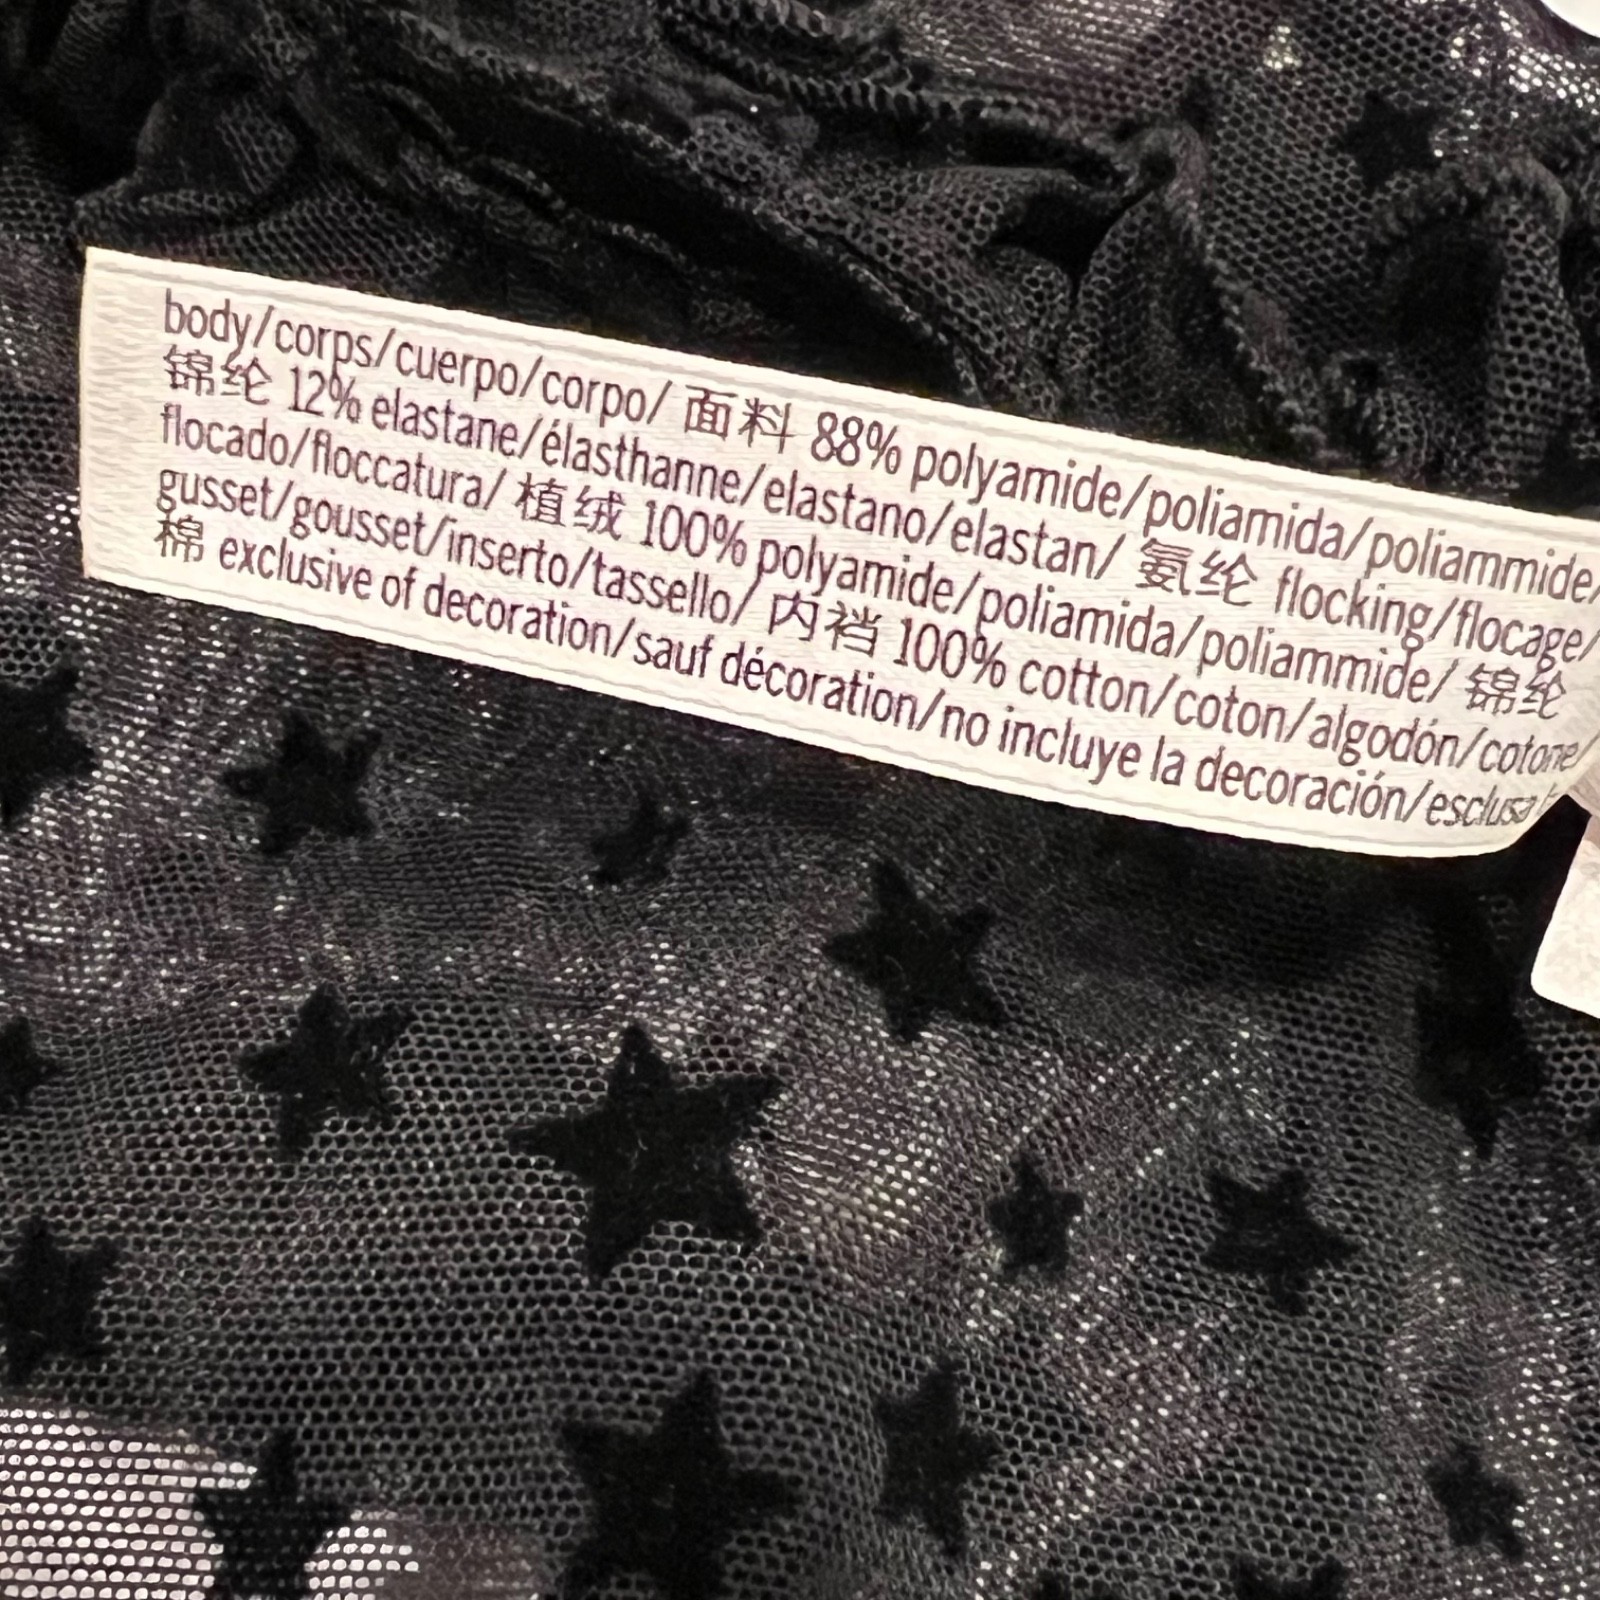 body/corps/cuerpo/corpo/ 面料 88% polyamide/poliamida/poliammide/
锦纶 12% elastane/élasthanne/elastano/elastan/ 氨纶 flocking/flocage/
flocado/floccatura/ 植绒 100% polyamide/poliamida/poliammide/ 锦纶
gusset/gousset/inserto/tassello/ 内裆 100% cotton/coton/algodón/cotone/
棉 exclusive of decoration/sauf décoration/no incluye la decoración/esclusa